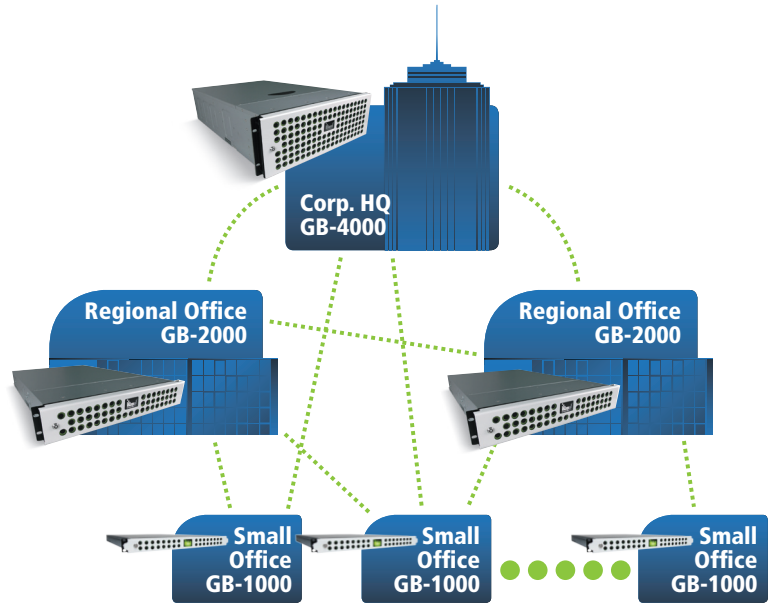 Corp. HQ
GB-4000
Regional Office
GB-2000
Regional Office
GB-2000
Small
Office
GB-1000
Small
Office
GB-1000
Small
Office
GB-1000